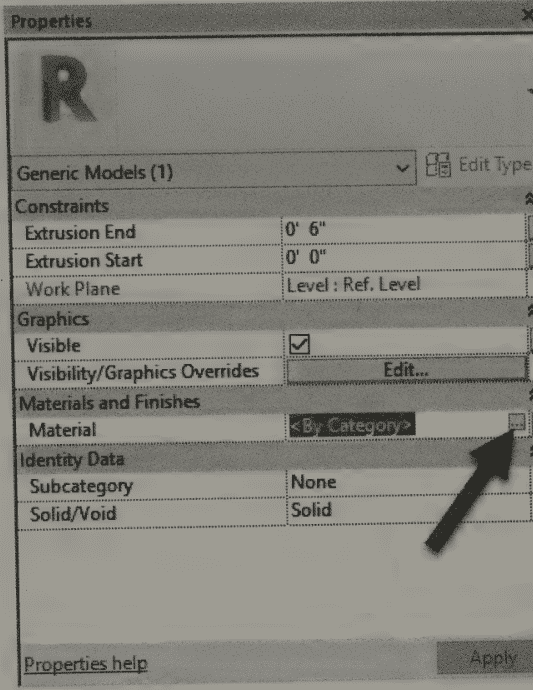 Properties
R
Generic Models (1)
Edit Type
Constraints
Extrusion End 0' 6"
Extrusion Start 0' 0"
Work Plane Level : Ref. Level
Graphics
Visible
Visibility/Graphics Overrides Edit...
Materials and Finishes
Material <By Category> ...
Identity Data
Subcategory None
Solid/Void Solid
Properties help Apply